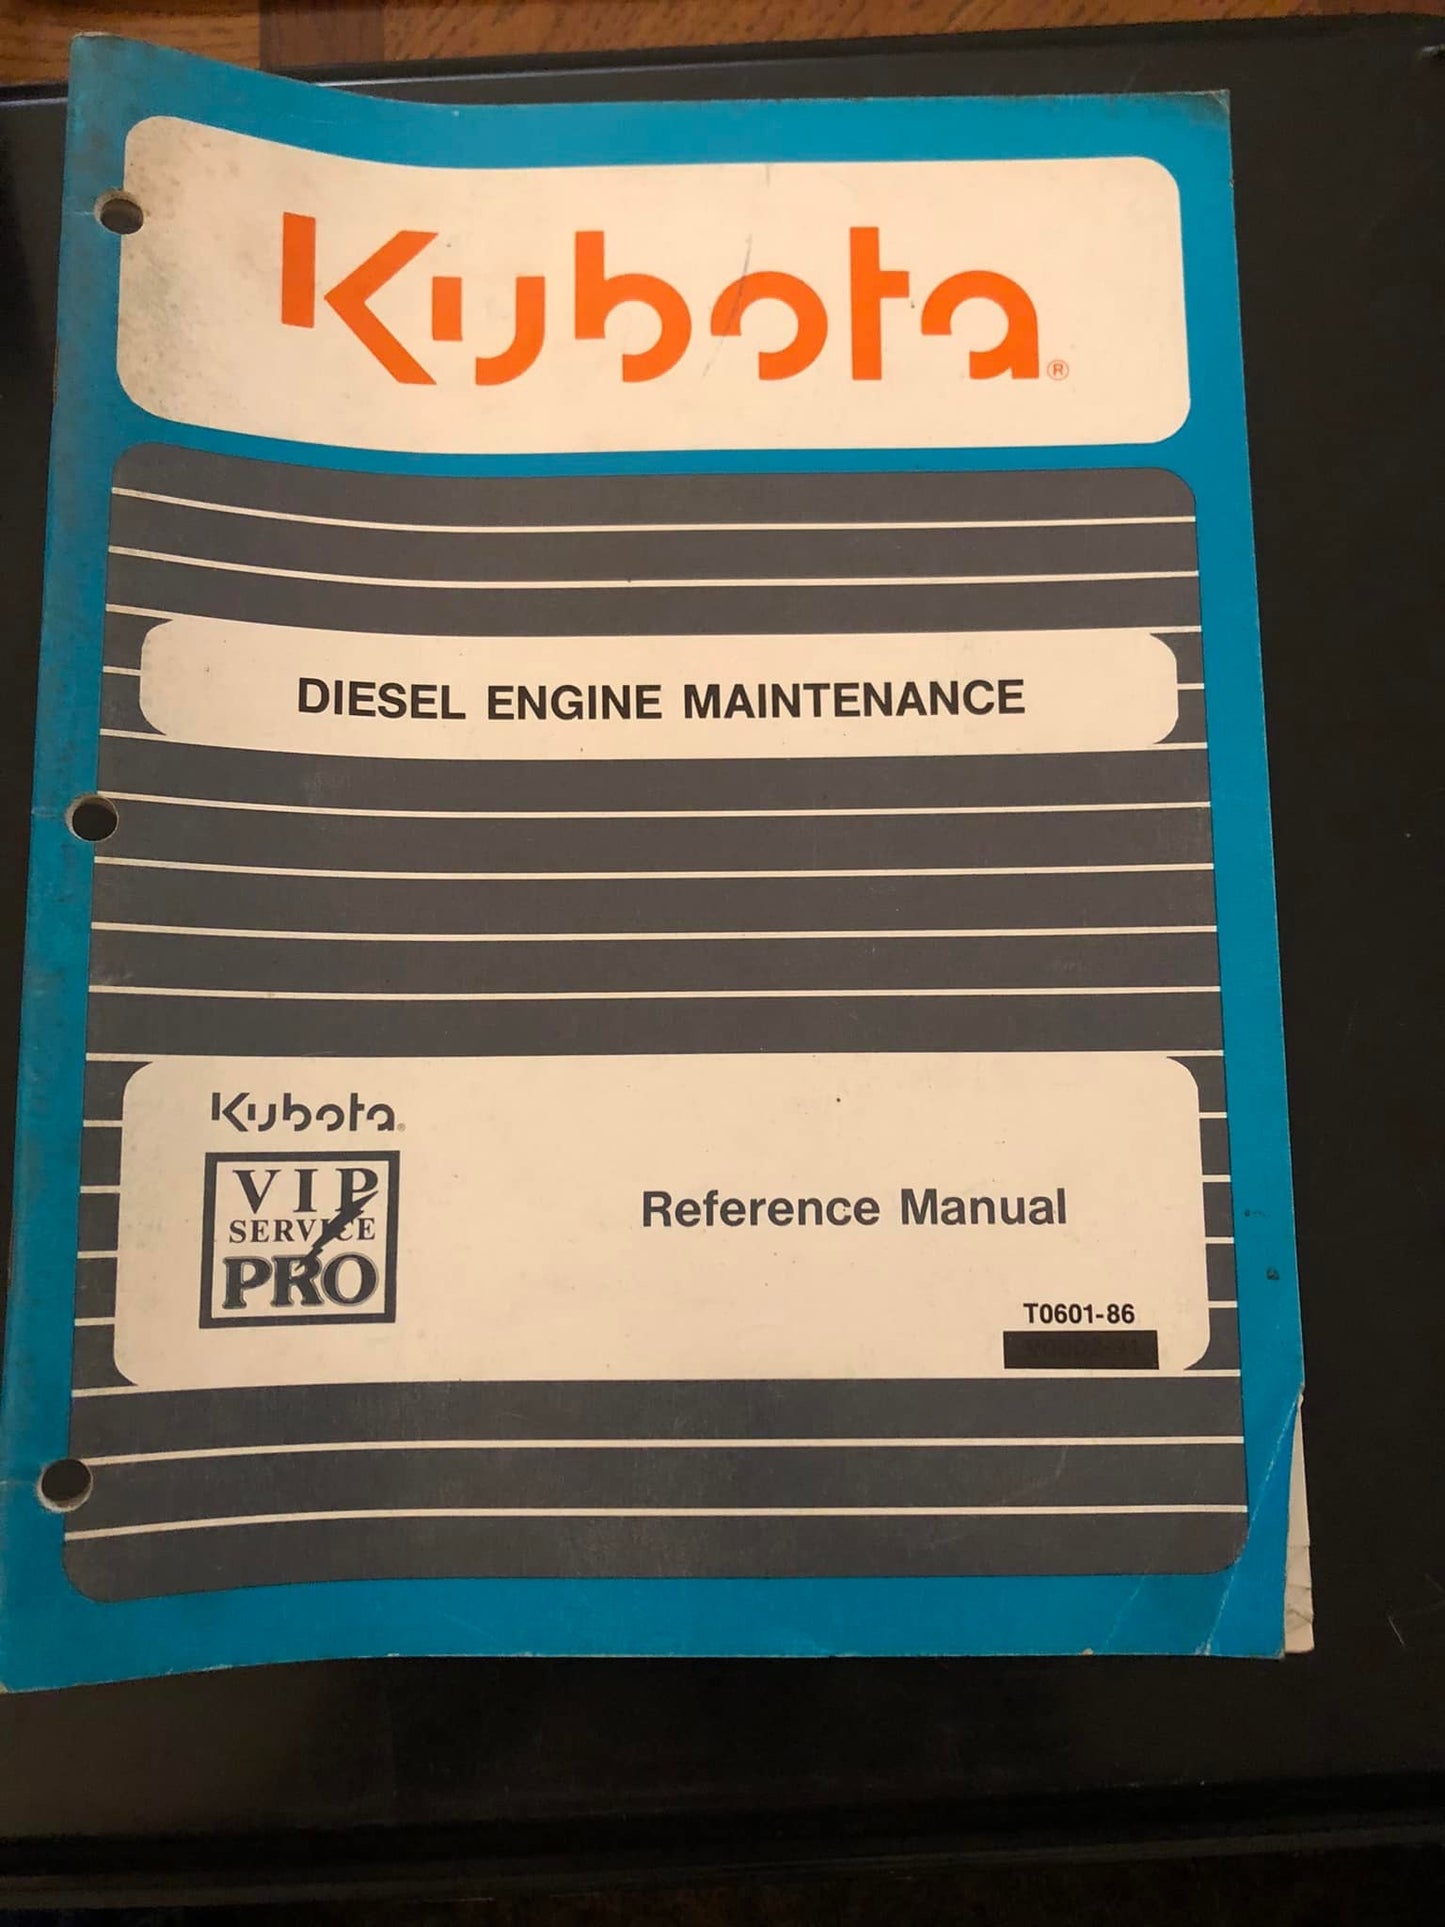 Kubota®
DIESEL ENGINE MAINTENANCE
Kubota®
VIP
SERVICE
PRO
Reference Manual
T0601-86